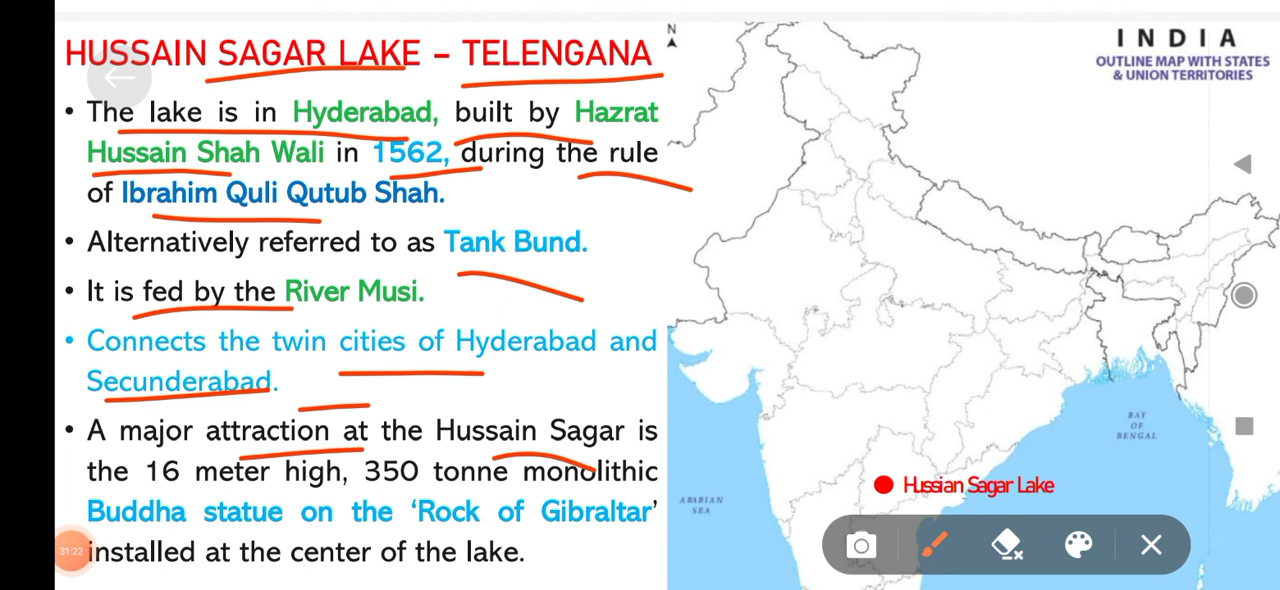 HUSSAIN SAGAR LAKE – TELENGANA
• The lake is in Hyderabad, built by Hazrat
Hussain Shah Wali in 1562, during the rule
of Ibrahim Quli Qutub Shah.
• Alternatively referred to as Tank Bund.
• It is fed by the River Musi.
• Connects the twin cities of Hyderabad and
Secunderabad.
• A major attraction at the Hussain Sagar is
the 16 meter high, 350 tonne monolithic
Buddha statue on the ‘Rock of Gibraltar’
installed at the center of the lake.
31:22
N
INDIA
OUTLINE MAP WITH STATES
& UNION TERRITORIES
BAY
OF
BENGAL
ARABIAN
SEA
Hussian Sagar Lake